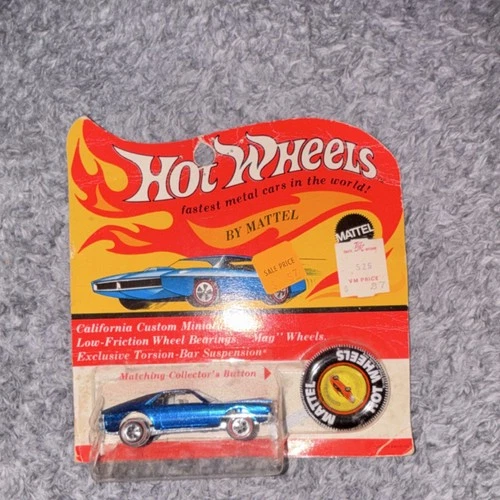 HOT WHEELS
fastest metal cars in the world!
BY MATTEL
MATTEL
SALE PRICE
California Custom Minia
Low-Friction Wheel Bearings, "Mag" Wheels.
Exclusive Torsion-Bar Suspension
Matching Collector's Button
HOT WHEELS
MATTEL